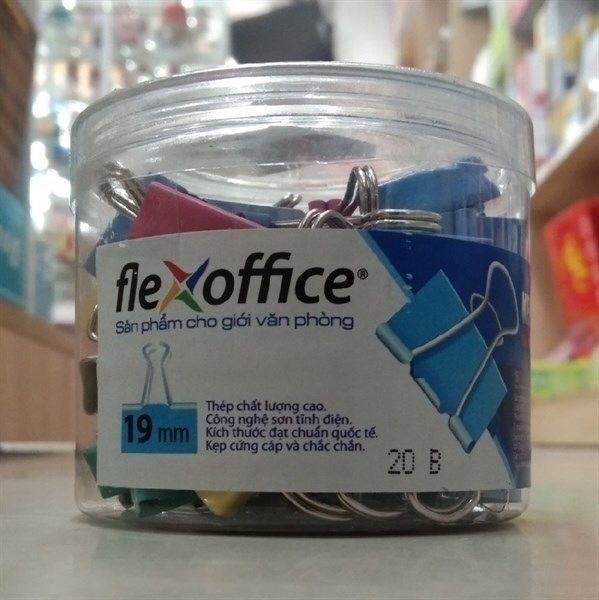 flexoffice®
Sản phẩm cho giới văn phòng
19 mm
Thép chất lượng cao.
Công nghệ sơn tĩnh điện.
Kích thước đạt chuẩn quốc tế.
Kẹp cứng cáp và chắc chắn.
20 B